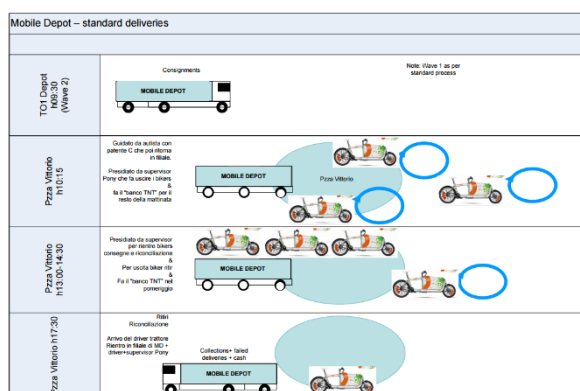 Mobile Depot – standard deliveries
TO1 Depot
h09:30
(Wave 2)
Consignments
Note: Wave 1 as per
standard process
MOBILE DEPOT
Pzza Vittorio
h10:15
Guidato da autista con
patente C che poi ritorna
in filiale.
Presidiato da supervisor
Pony che fa uscire i bikers
&
fa il "banco TNT" per il
resto della mattinata
MOBILE DEPOT
Pzza Vittorio
Pzza Vittorio
h13:00-14:30
Presidiato da supervisor
per rientro bikers
consegne e riconciliazione
&
Per uscita biker ritiri
&
Fa il "banco TNT" nel
pomeriggio
MOBILE DEPOT
Pzza Vittorio h17:30
Ritiri
Riconciliazione
Arrivo del driver trattore
Rientro in filiale di MD +
driver+supervisor Pony
Collections+ failed
deliveries + cash
MOBILE DEPOT